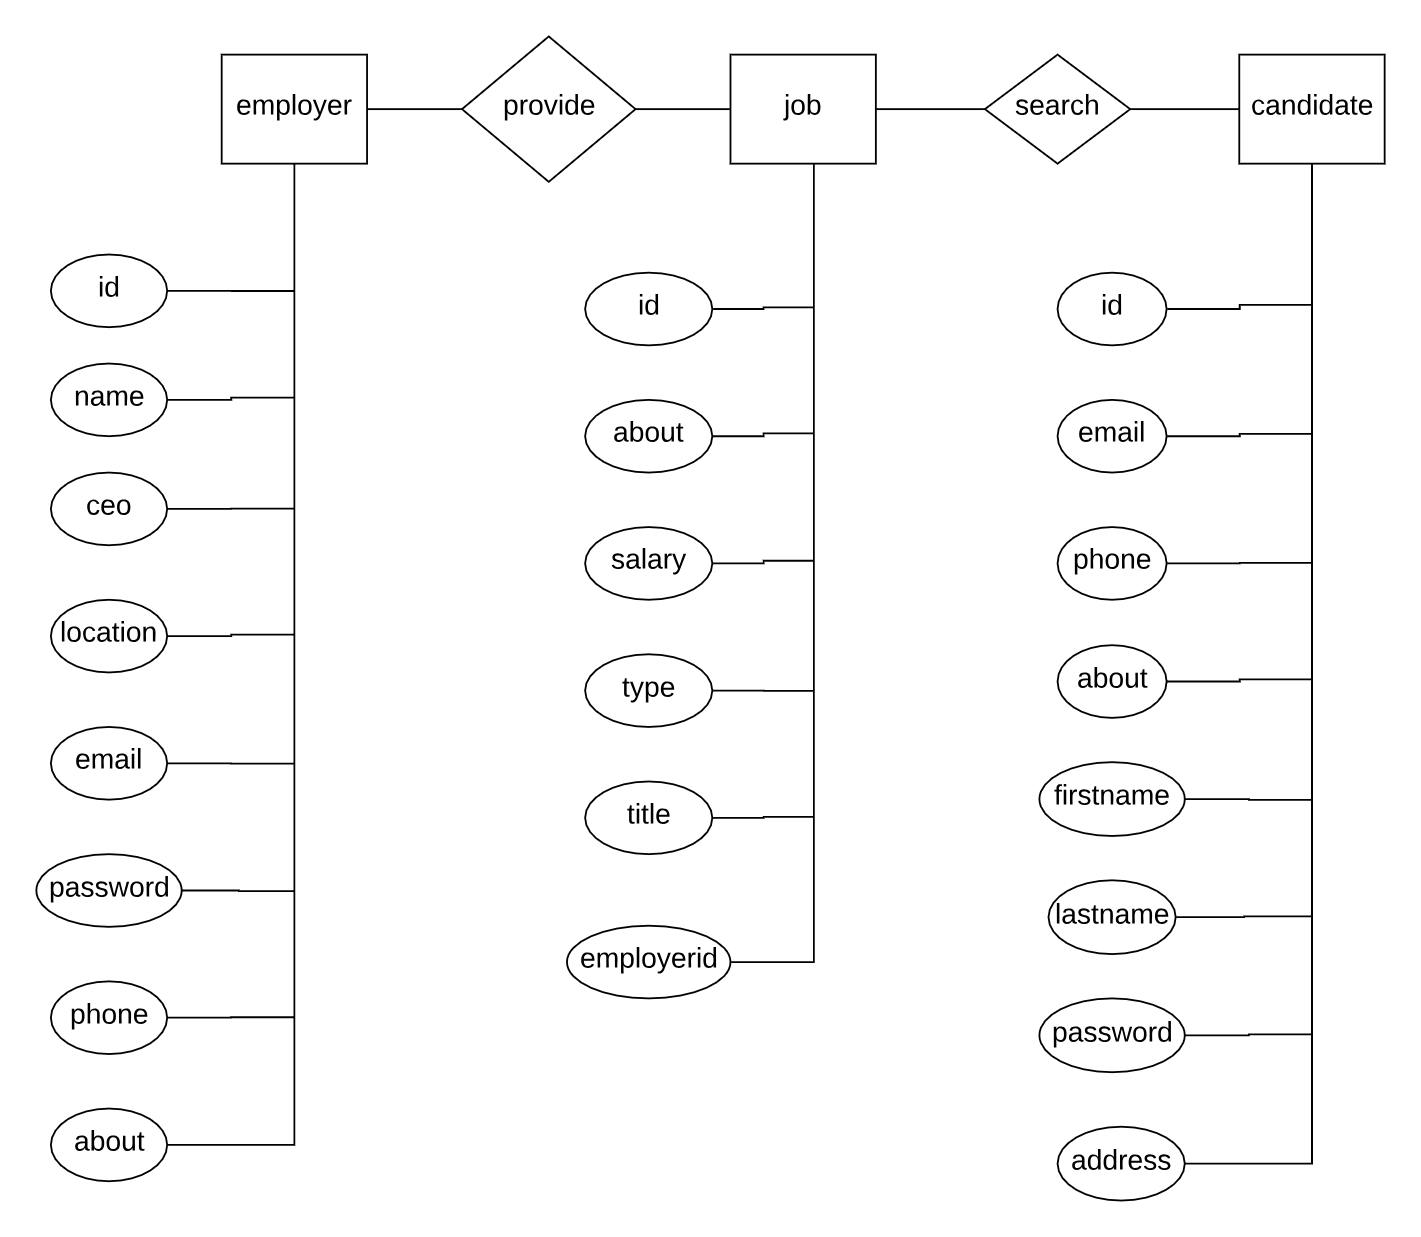 employer
provide
job
search
candidate
id
name
ceo
location
email
password
phone
about
id
about
salary
type
title
employerid
id
email
phone
about
firstname
lastname
password
address